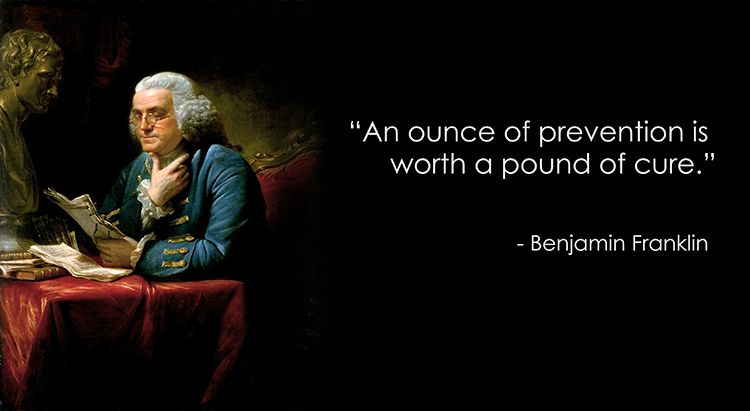 “An ounce of prevention is
worth a pound of cure.”
- Benjamin Franklin